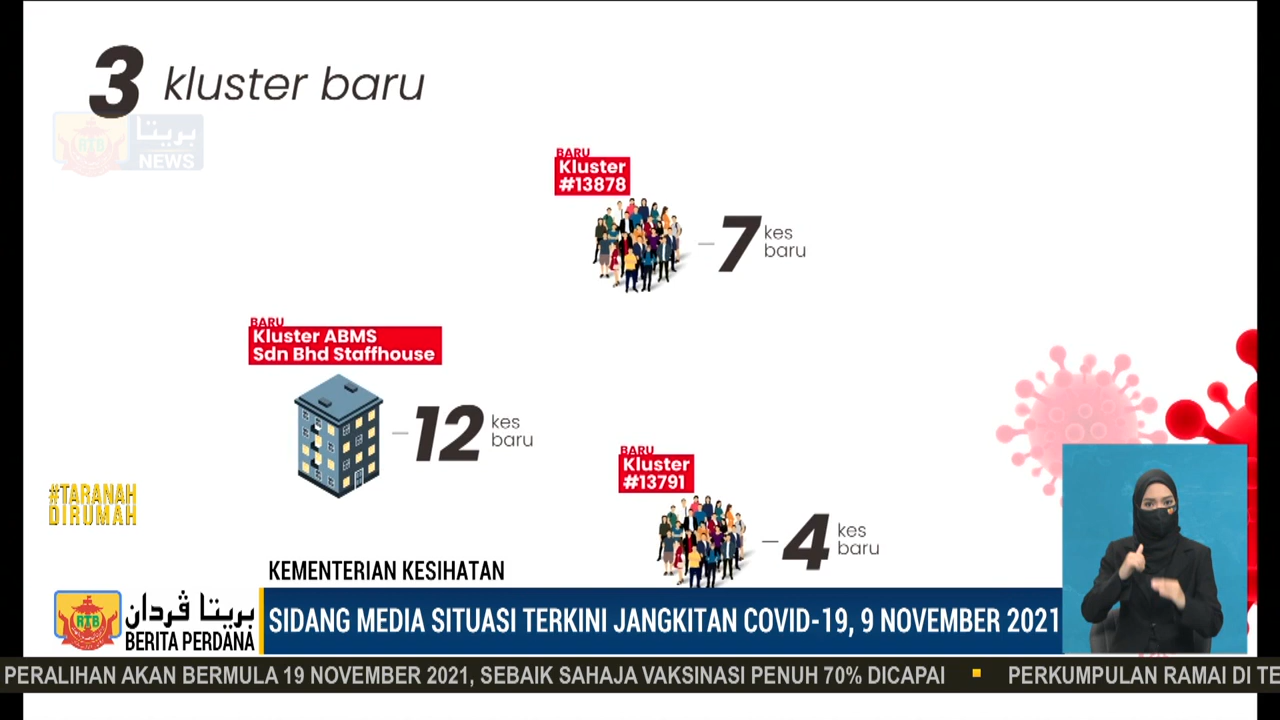 3 kluster baru
RTB
بريتا
NEWS
BARU
Kluster
#13878
7 kes
baru
BARU
Kluster ABMS
Sdn Bhd Staffhouse
12 kes
baru
BARU
Kluster
#13791
4 kes
baru
#TARANAH
DIRUMAH
KEMENTERIAN KESIHATAN
RTB
بريتا ڤردان
BERITA PERDANA
SIDANG MEDIA SITUASI TERKINI JANGKITAN COVID-19, 9 NOVEMBER 2021
PERALIHAN AKAN BERMULA 19 NOVEMBER 2021, SEBAIK SAHAJA VAKSINASI PENUH 70% DICAPAI ▪ PERKUMPULAN RAMAI DI TE